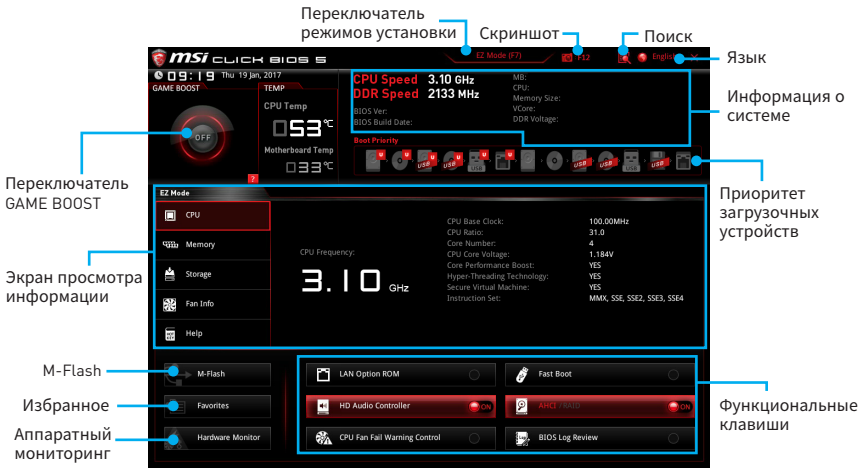 Переключатель
режимов установки
Скриншот
Поиск
Язык
Информация о
системе
Приоритет
загрузочных
устройств
Функциональные
клавиши
Переключатель
GAME BOOST
Экран просмотра
информации
M-Flash
Избранное
Аппаратный
мониторинг
msi CLICK BIOS 5
EZ Mode (F7)
F12
English
09:19 Thu 19 Jan, 2017
GAME BOOST
OFF
TEMP
CPU Temp
53°C
Motherboard Temp
33°C
?
CPU Speed 3.10 GHz
DDR Speed 2133 MHz
BIOS Ver:
BIOS Build Date:
MB:
CPU:
Memory Size:
VCore:
DDR Voltage:
Boot Priority
U U U U U U
USB USB USB USB USB USB USB
EZ Mode
CPU
Memory
Storage
Fan Info
Help
CPU Frequency:
3.10 GHz
CPU Base Clock: 100.00MHz
CPU Ratio: 31.0
Core Number: 4
CPU Core Voltage: 1.184V
Core Performance Boost: YES
Hyper-Threading Technology: YES
Secure Virtual Machine: YES
Instruction Set: MMX, SSE, SSE2, SSE3, SSE4
M-Flash
Favorites
Hardware Monitor
LAN Option ROM
Fast Boot
HD Audio Controller ON
AHCI /RAID ON
CPU Fan Fail Warning Control
BIOS Log Review